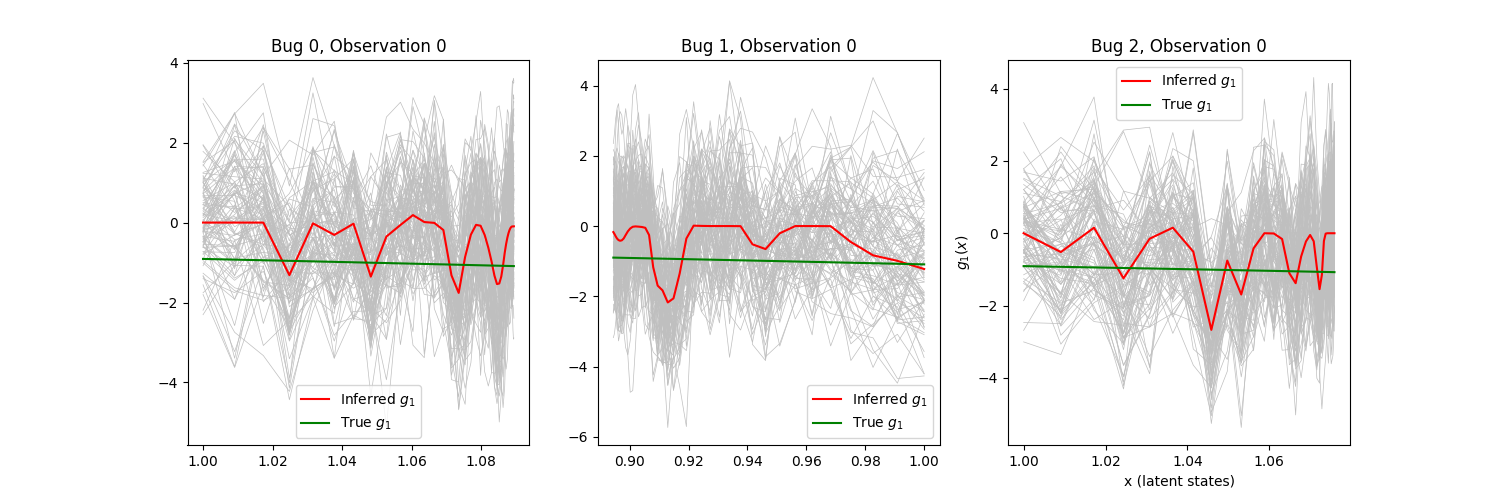 Bug 0, Observation 0
4
2
0
−2
−4
1.00 1.02 1.04 1.06 1.08
Inferred g₁
True g₁
Bug 1, Observation 0
4
2
0
−2
−4
−6
0.90 0.92 0.94 0.96 0.98 1.00
Inferred g₁
True g₁
Bug 2, Observation 0
g₁(x)
4
2
0
−2
−4
1.00 1.02 1.04 1.06
x (latent states)
Inferred g₁
True g₁